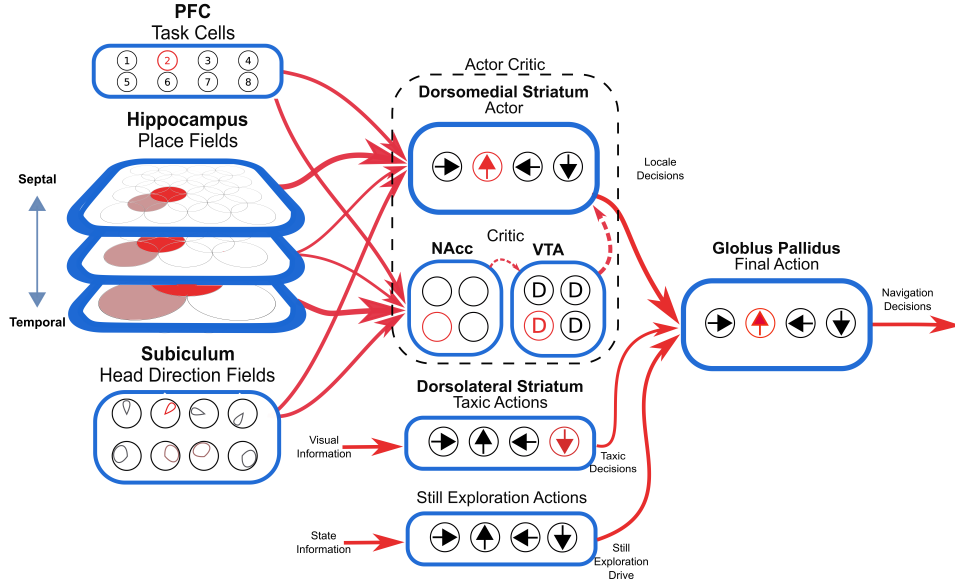 PFC
Task Cells
1 2 3 4
5 6 7 8
Hippocampus
Place Fields
Septal
Temporal
Subiculum
Head Direction Fields
Actor Critic
Dorsomedial Striatum
Actor
Critic
NAcc
VTA
D D
D D
Locale
Decisions
Dorsolateral Striatum
Taxic Actions
Visual
Information
Taxic
Decisions
Still Exploration Actions
State
Information
Still
Exploration
Drive
Globlus Pallidus
Final Action
Navigation
Decisions